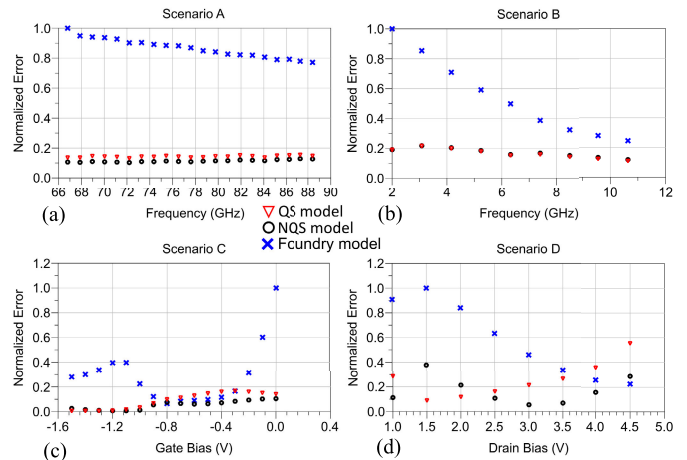 Scenario A
Normalized Error
1.0
0.8
0.6
0.4
0.2
0.0
66 68 70 72 74 76 78 80 82 84 86 88 90
(a)
Frequency (GHz)
Scenario B
Normalized Error
1.0
0.8
0.6
0.4
0.2
0.0
2 4 6 8 10 12
(b)
Frequency (GHz)
QS model
NQS model
Fcundry model
Scenario C
Normalized Error
1.2
1.0
0.8
0.6
0.4
0.2
0.0
-1.6 -1.2 -0.8 -0.4 0.0 0.4
(c)
Gate Bias (V)
Scenario D
Normalized Error
1.2
1.0
0.8
0.6
0.4
0.2
0.0
1.0 1.5 2.0 2.5 3.0 3.5 4.0 4.5 5.0
(d)
Drain Bias (V)